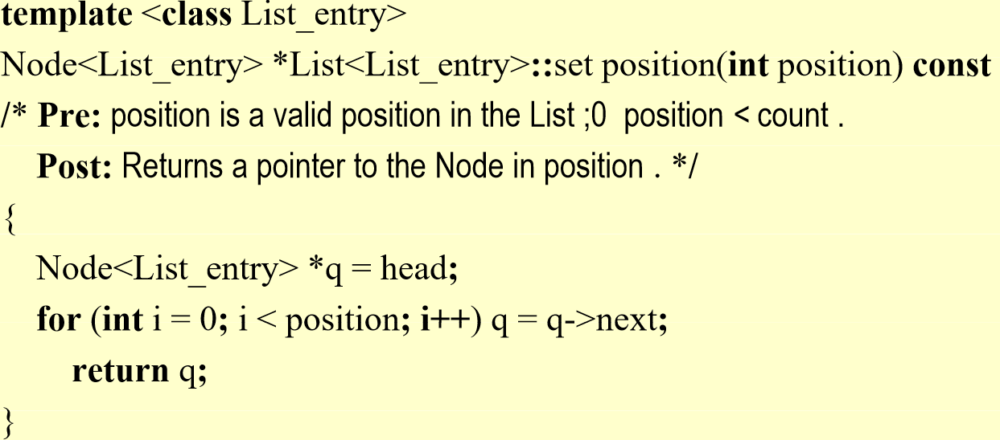 template <class List_entry>
Node<List_entry> *List<List_entry>::set position(int position) const
/* Pre: position is a valid position in the List ;0  position < count .
Post: Returns a pointer to the Node in position . */
{
Node<List_entry> *q = head;
for (int i = 0; i < position; i++) q = q->next;
return q;
}